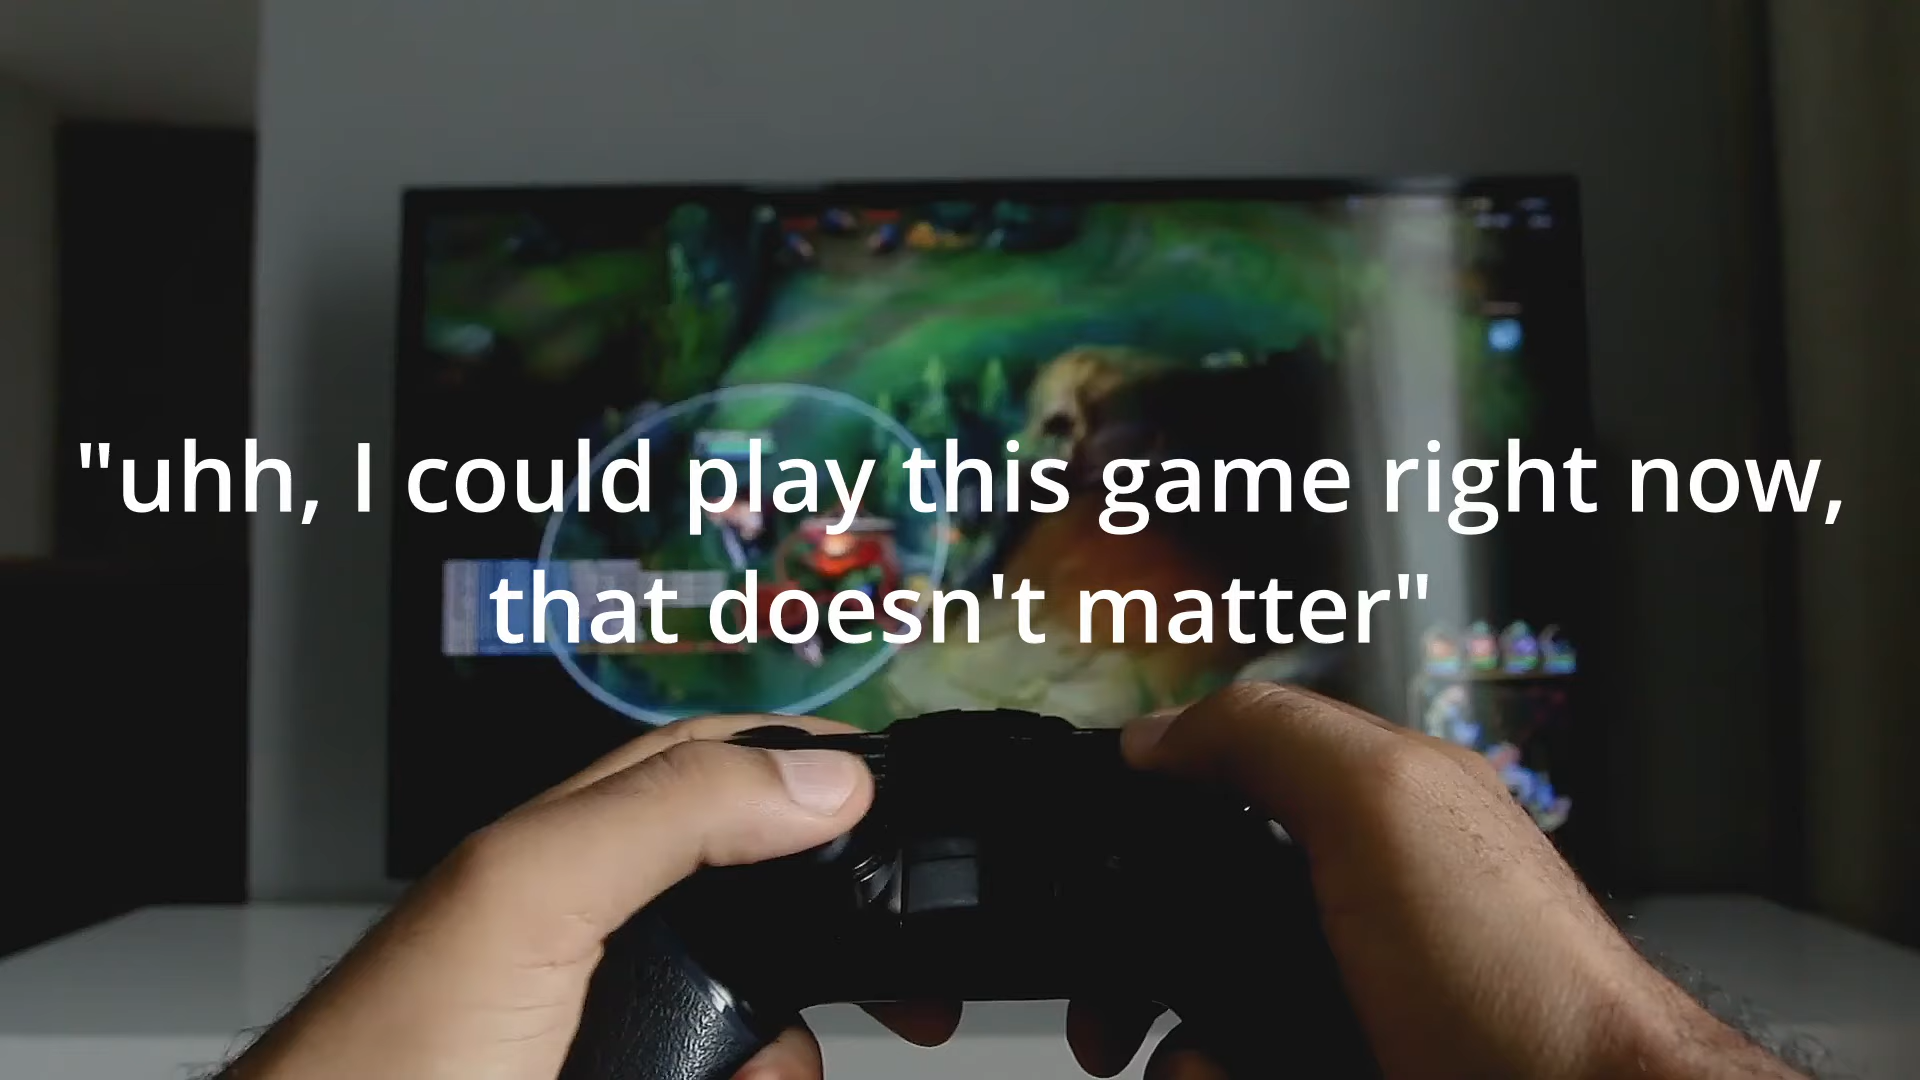 "uhh, I could play this game right now,
that doesn't matter"